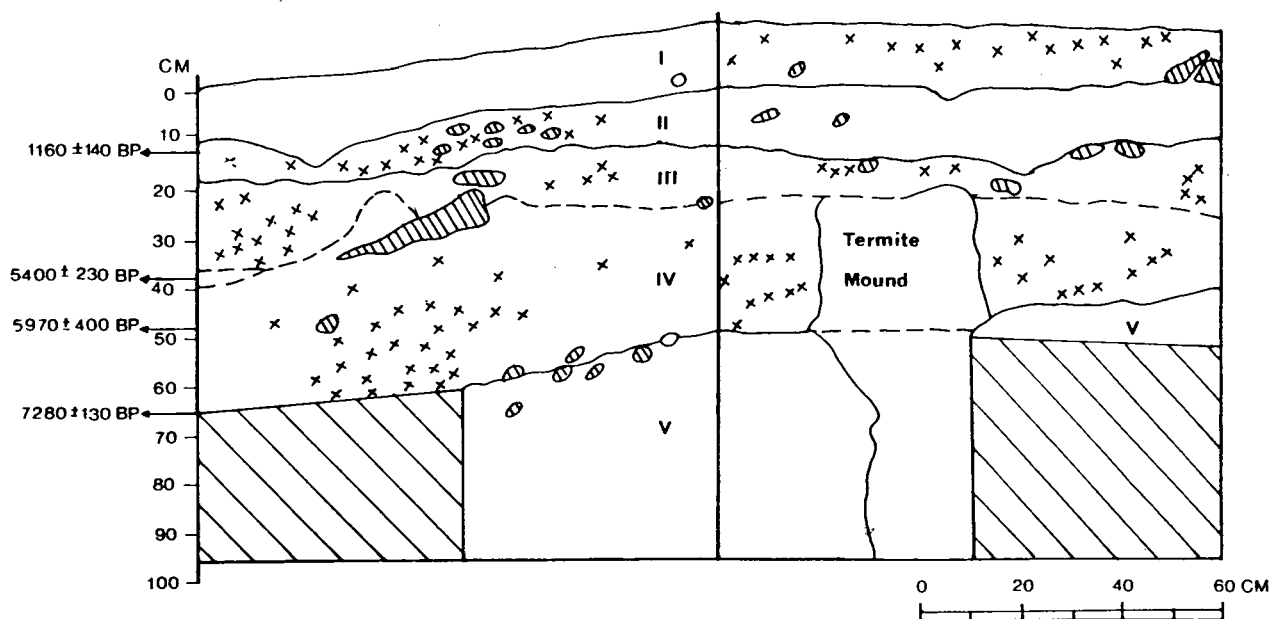 CM
0
10
1160 ±140 BP
20
30
5400 ± 230 BP
40
5970 ±400 BP
50
60
7280 ±130 BP
70
80
90
100
I
II
III
IV
V
Termite
Mound
V
0 20 40 60 CM